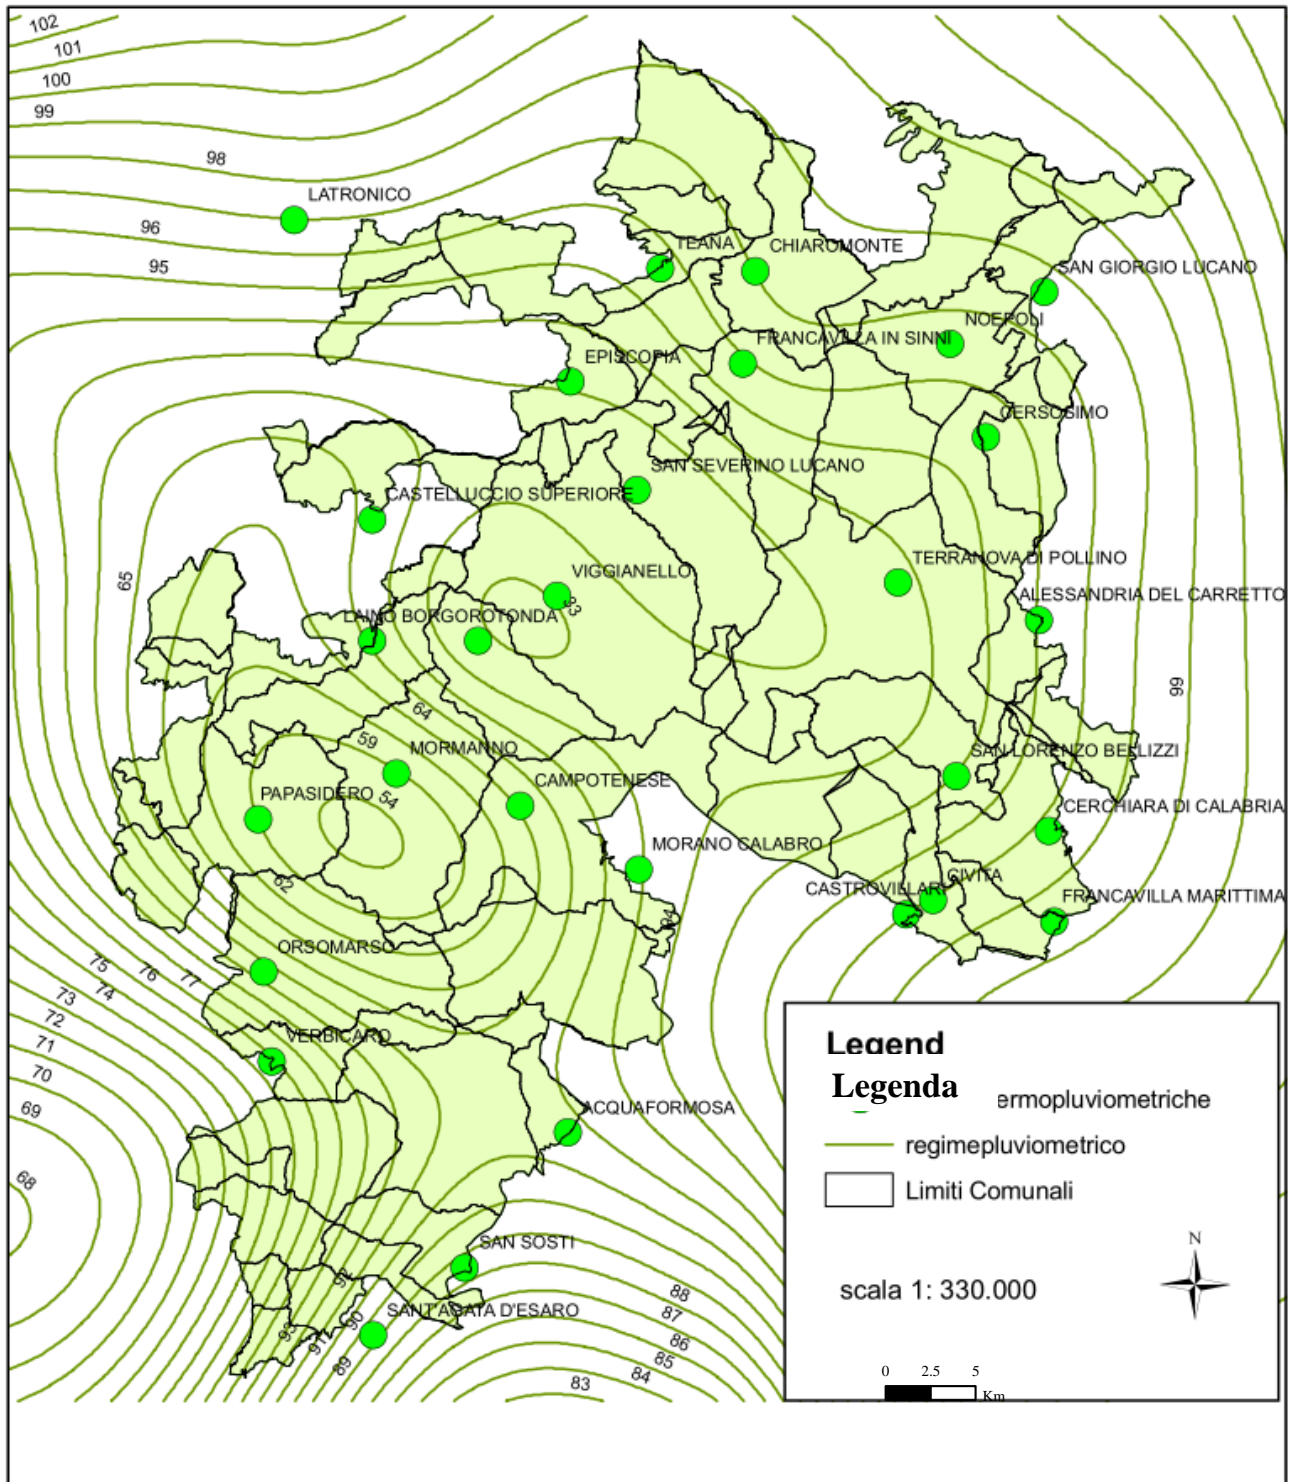 102
101
100
99
98
LATRONICO
96
95
TEANA
CHIAROMONTE
SAN GIORGIO LUCANO
NOEPOLI
FRANCAVILLA IN SINNI
EPISCOPIA
CERSOSIMO
SAN SEVERINO LUCANO
CASTELLUCCIO SUPERIORE
65
VIGGIANELLO
TERRANOVA DI POLLINO
ALESSANDRIA DEL CARRETTO
LAINO BORGO
ROTONDA
99
64
59
MORMANNO
SAN LORENZO BELLIZZI
CAMPOTENESE
PAPASIDERO
54
CERCHIARA DI CALABRIA
MORANO CALABRO
62
CIVITA
CASTROVILLARI
FRANCAVILLA MARITTIMA
94
ORSOMARSO
75
76
77
73
74
72
71
70
69
68
VERBICARO
ACQUAFORMOSA
SAN SOSTI
92
SANT'AGATA D'ESARO
93
91
90
89
88
87
86
85
84
83
Legend
Legenda
ermopluviometriche
regimepluviometrico
Limiti Comunali
N
scala 1: 330.000
0 2.5 5
Km